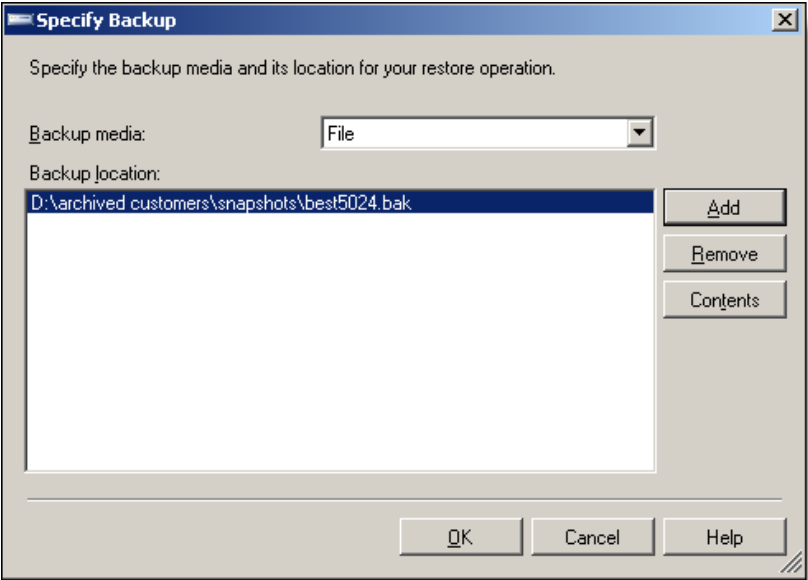 Specify Backup
Specify the backup media and its location for your restore operation.
Backup media:
File
Backup location:
D:\archived customers\snapshots\best5024.bak
Add
Remove
Contents
OK
Cancel
Help